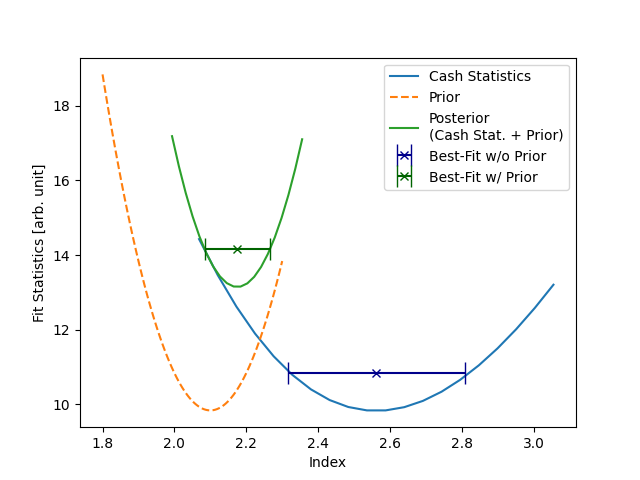 Cash Statistics
Prior
Posterior
(Cash Stat. + Prior)
Best-Fit w/o Prior
Best-Fit w/ Prior
Fit Statistics [arb. unit]
18
16
14
12
10
1.8 2.0 2.2 2.4 2.6 2.8 3.0
Index